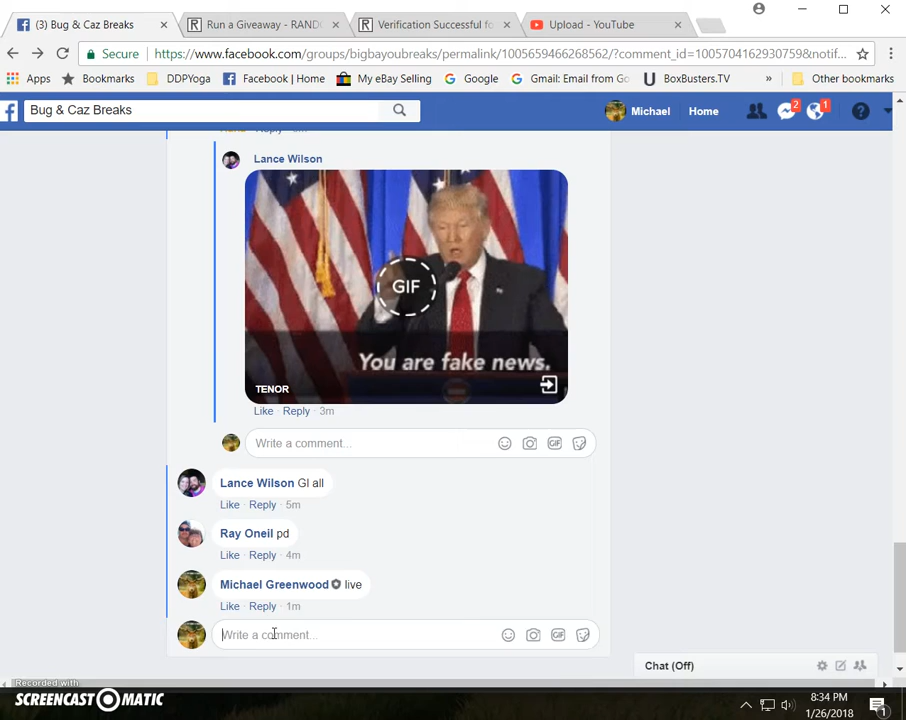 (3) Bug & Caz Breaks
Run a Giveaway - RAND
Verification Successful fo
Upload - YouTube
Secure
https://www.facebook.com/groups/bigbayoubreaks/permalink/1005659466268562/?comment_id=1005704162930759&notif...
Apps
Bookmarks
DDPYoga
Facebook | Home
My eBay Selling
Google
Gmail: Email from Go
BoxBusters.TV
»
Other bookmarks
Bug & Caz Breaks
Michael
Home
2
1
Lance Wilson
GIF
You are fake news.
TENOR
Like · Reply · 3m
Write a comment...
GIF
Lance Wilson Gl all
Like · Reply · 5m
Ray Oneil pd
Like · Reply · 4m
Michael Greenwood live
Like · Reply · 1m
Write a comment...
GIF
Chat (Off)
Recorded with
SCREENCAST O MATIC
8:34 PM
1/26/2018
1